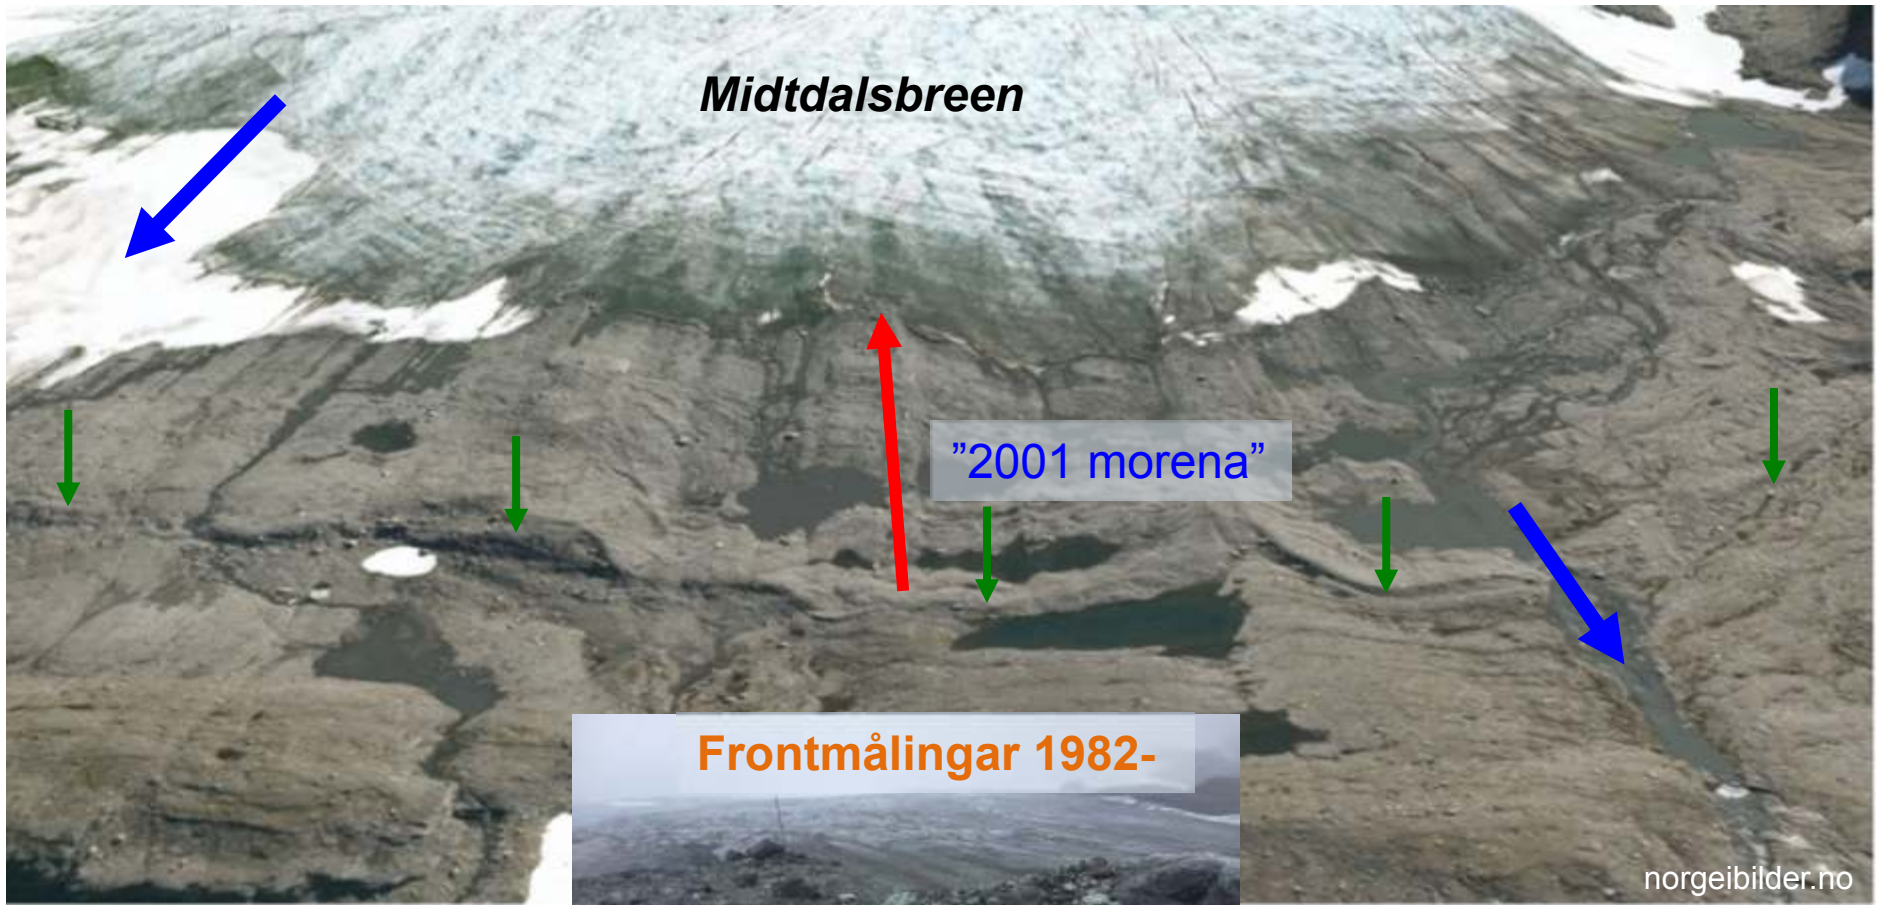 Midtdalsbreen
”2001 morena”
Frontmålingar 1982-
norgeibilder.no